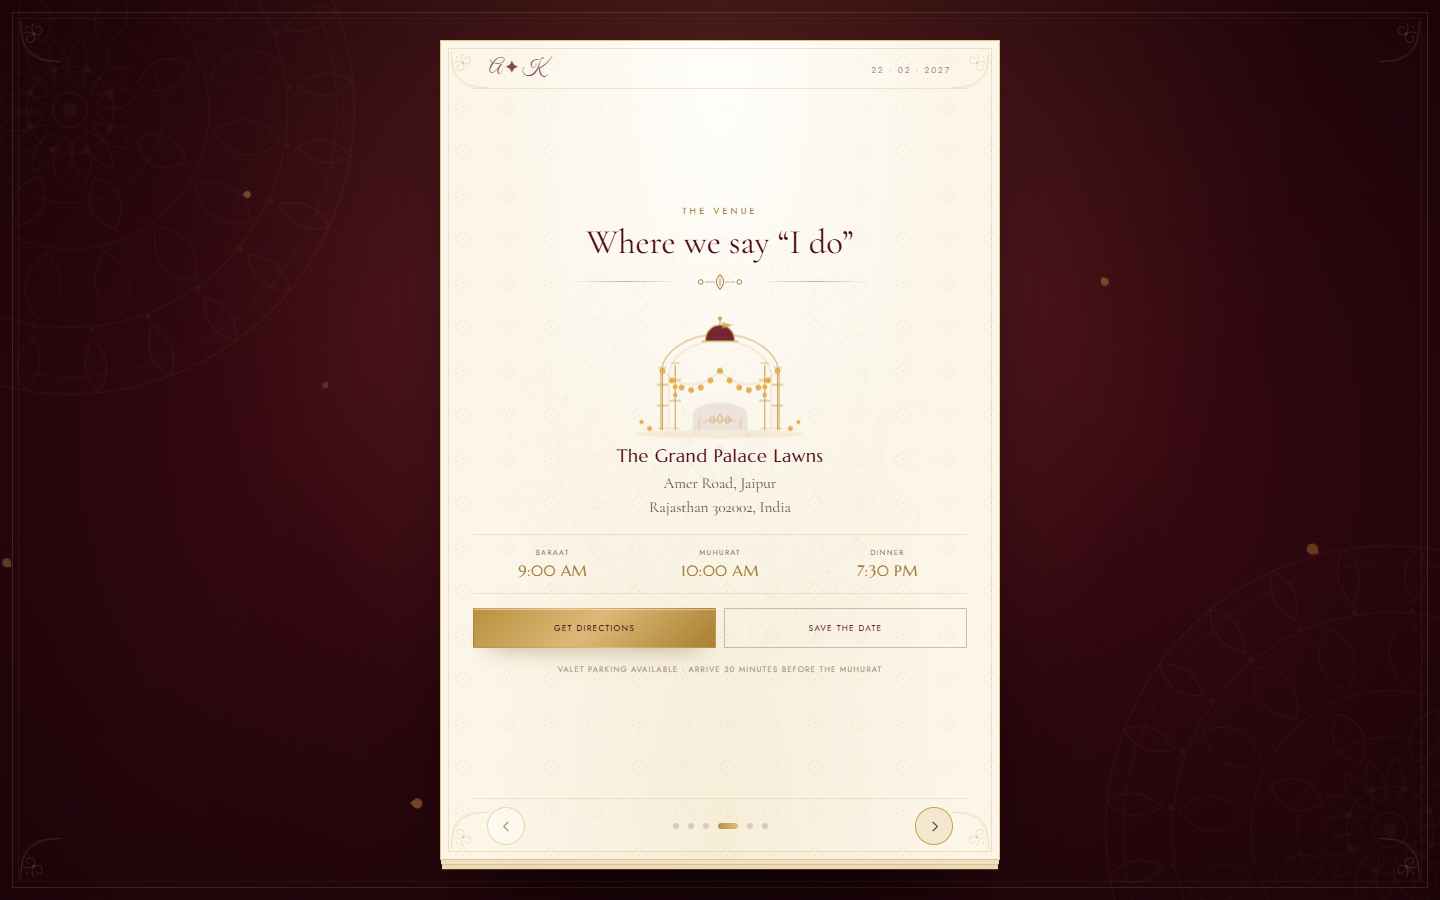 A✦K
22 · 02 · 2027
THE VENUE
Where we say “I do”
The Grand Palace Lawns
Amer Road, Jaipur
Rajasthan 302002, India
BARAAT MUHURAT DINNER
9:00 AM 10:00 AM 7:30 PM
GET DIRECTIONS SAVE THE DATE
VALET PARKING AVAILABLE · ARRIVE 30 MINUTES BEFORE THE MUHURAT